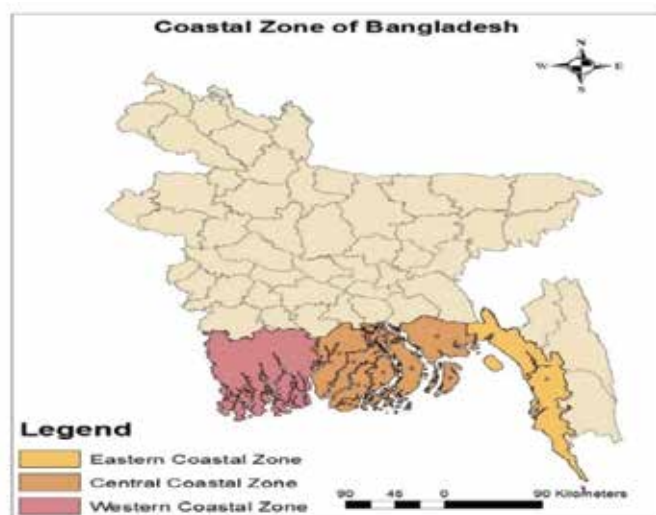 Coastal Zone of Bangladesh
N
W E
S
Legend
Eastern Coastal Zone
Central Coastal Zone
Western Coastal Zone
90 45 0 90 Kilometers